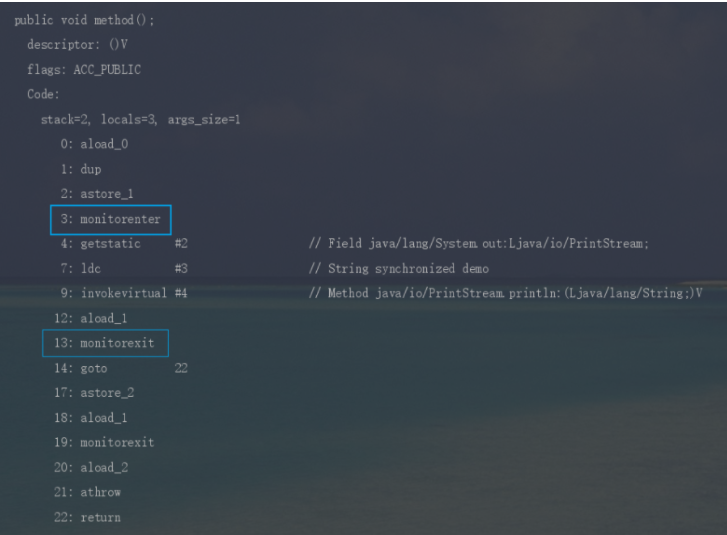 public void method();
descriptor: ()V
flags: ACC_PUBLIC
Code:
stack=2, locals=3, args_size=1
0: aload_0
1: dup
2: astore_1
3: monitorenter
4: getstatic #2 // Field java/lang/System.out:Ljava/io/PrintStream;
7: ldc #3 // String synchronized demo
9: invokevirtual #4 // Method java/io/PrintStream.println:(Ljava/lang/String;)V
12: aload_1
13: monitorexit
14: goto 22
17: astore_2
18: aload_1
19: monitorexit
20: aload_2
21: athrow
22: return